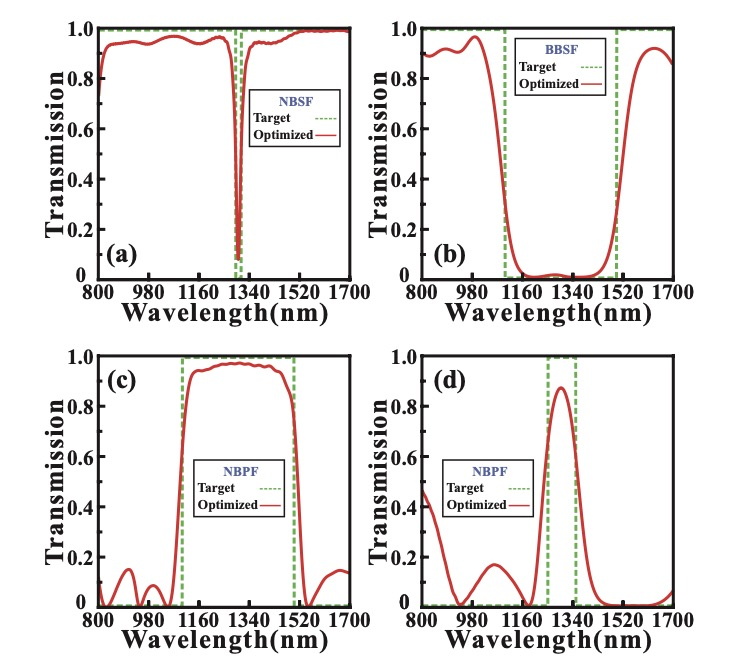 1.0
0.8
0.6
0.4
0.2
0
Transmission
NBSF
Target
Optimized
(a)
800 980 1160 1340 1520 1700
Wavelength(nm)
1.0
0.8
0.6
0.4
0.2
0
Transmission
BBSF
Target
Optimized
(b)
800 980 1160 1340 1520 1700
Wavelength(nm)
1.0
0.8
0.6
0.4
0.2
0
Transmission
(c)
NBPF
Target
Optimized
800 980 1160 1340 1520 1700
Wavelength(nm)
1.0
0.8
0.6
0.4
0.2
0
Transmission
(d)
NBPF
Target
Optimized
800 980 1160 1340 1520 1700
Wavelength(nm)